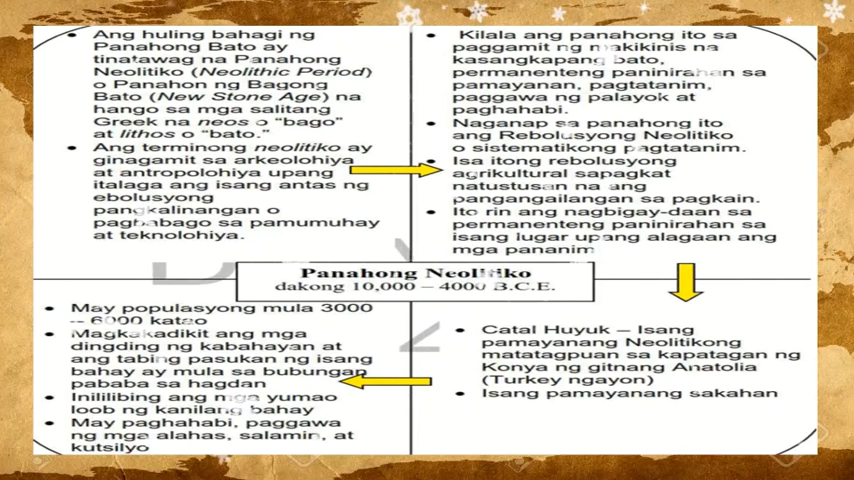 • Ang huling bahagi ng
Panahong Bato ay
tinatawag na Panahong
Neolitiko (Neolithic Period)
o Panahon ng Bagong
Bato (New Stone Age) na
hango sa mga salitang
Greek na neos o “bago”
at lithos o “bato.”
• Ang terminong neolitiko ay
ginagamit sa arkeolohiya
at antropolohiya upang
italaga ang isang antas ng
ebolusyong
pangkalinangan o
pagbabago sa pamumuhay
at teknolohiya.
• Kilala ang panahong ito sa
paggamit ng makikinis na
kasangkapang bato,
permanenteng paninirahan sa
pamayanan, pagtatanim,
paggawa ng palayok at
paghahabi.
• Naganap sa panahong ito
ang Rebolusyong Neolitiko
o sistematikong pagtatanim.
• Isa itong rebolusyong
agrikultural sapagkat
natustusan na ang
pangangailangan sa pagkain.
• Ito rin ang nagbigay-daan sa
permanenteng paninirahan sa
isang lugar upang alagaan ang
mga pananim
Panahong Neolitiko
dakong 10,000 – 4000 B.C.E.
• Catal Huyuk – Isang
pamayanang Neolitikong
matatagpuan sa kapatagan ng
Konya ng gitnang Anatolia
(Turkey ngayon)
• Isang pamayanang sakahan
• May populasyong mula 3000
– 6000 katao
• Magkakadikit ang mga
dingding ng kabahayan at
ang tabing pasukan ng isang
bahay ay mula sa bubungan
pababa sa hagdan
• Inililibing ang mga yumao
loob ng kanilang bahay
• May paghahabi, paggawa
ng mga alahas, salamin, at
kutsilyo